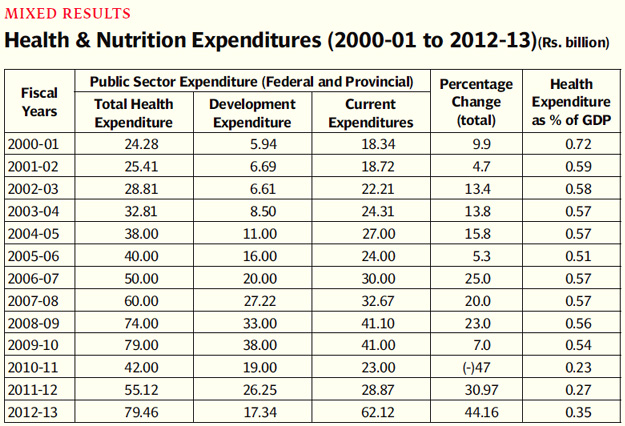 MIXED RESULTS
Health & Nutrition Expenditures (2000-01 to 2012-13)(Rs. billion)
Fiscal Years Public Sector Expenditure (Federal and Provincial) Percentage Change (total) Health Expenditure as % of GDP
Total Health Expenditure Development Expenditure Current Expenditures
2000-01 24.28 5.94 18.34 9.9 0.72
2001-02 25.41 6.69 18.72 4.7 0.59
2002-03 28.81 6.61 22.21 13.4 0.58
2003-04 32.81 8.50 24.31 13.8 0.57
2004-05 38.00 11.00 27.00 15.8 0.57
2005-06 40.00 16.00 24.00 5.3 0.51
2006-07 50.00 20.00 30.00 25.0 0.57
2007-08 60.00 27.22 32.67 20.0 0.57
2008-09 74.00 33.00 41.10 23.0 0.56
2009-10 79.00 38.00 41.00 7.0 0.54
2010-11 42.00 19.00 23.00 (-)47 0.23
2011-12 55.12 26.25 28.87 30.97 0.27
2012-13 79.46 17.34 62.12 44.16 0.35